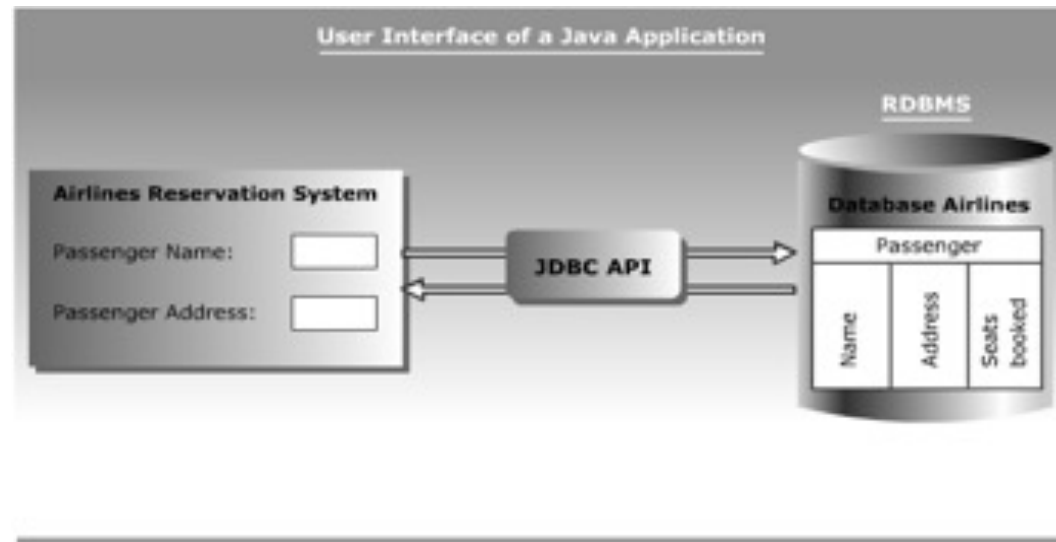 User Interface of a Java Application
RDBMS
Airlines Reservation System
Passenger Name:
Passenger Address:
JDBC API
Database Airlines
Passenger
Name
Address
Seats
booked